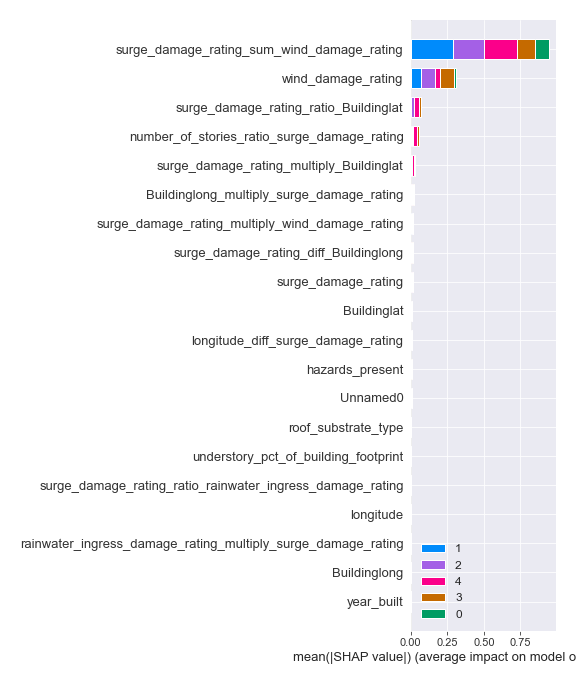 surge_damage_rating_sum_wind_damage_rating
wind_damage_rating
surge_damage_rating_ratio_Buildinglat
number_of_stories_ratio_surge_damage_rating
surge_damage_rating_multiply_Buildinglat
Buildinglong_multiply_surge_damage_rating
surge_damage_rating_multiply_wind_damage_rating
surge_damage_rating_diff_Buildinglong
surge_damage_rating
Buildinglat
longitude_diff_surge_damage_rating
hazards_present
Unnamed0
roof_substrate_type
understory_pct_of_building_footprint
surge_damage_rating_ratio_rainwater_ingress_damage_rating
longitude
rainwater_ingress_damage_rating_multiply_surge_damage_rating
Buildinglong
year_built
1
2
4
3
0
0.00 0.25 0.50 0.75
mean(|SHAP value|) (average impact on model o